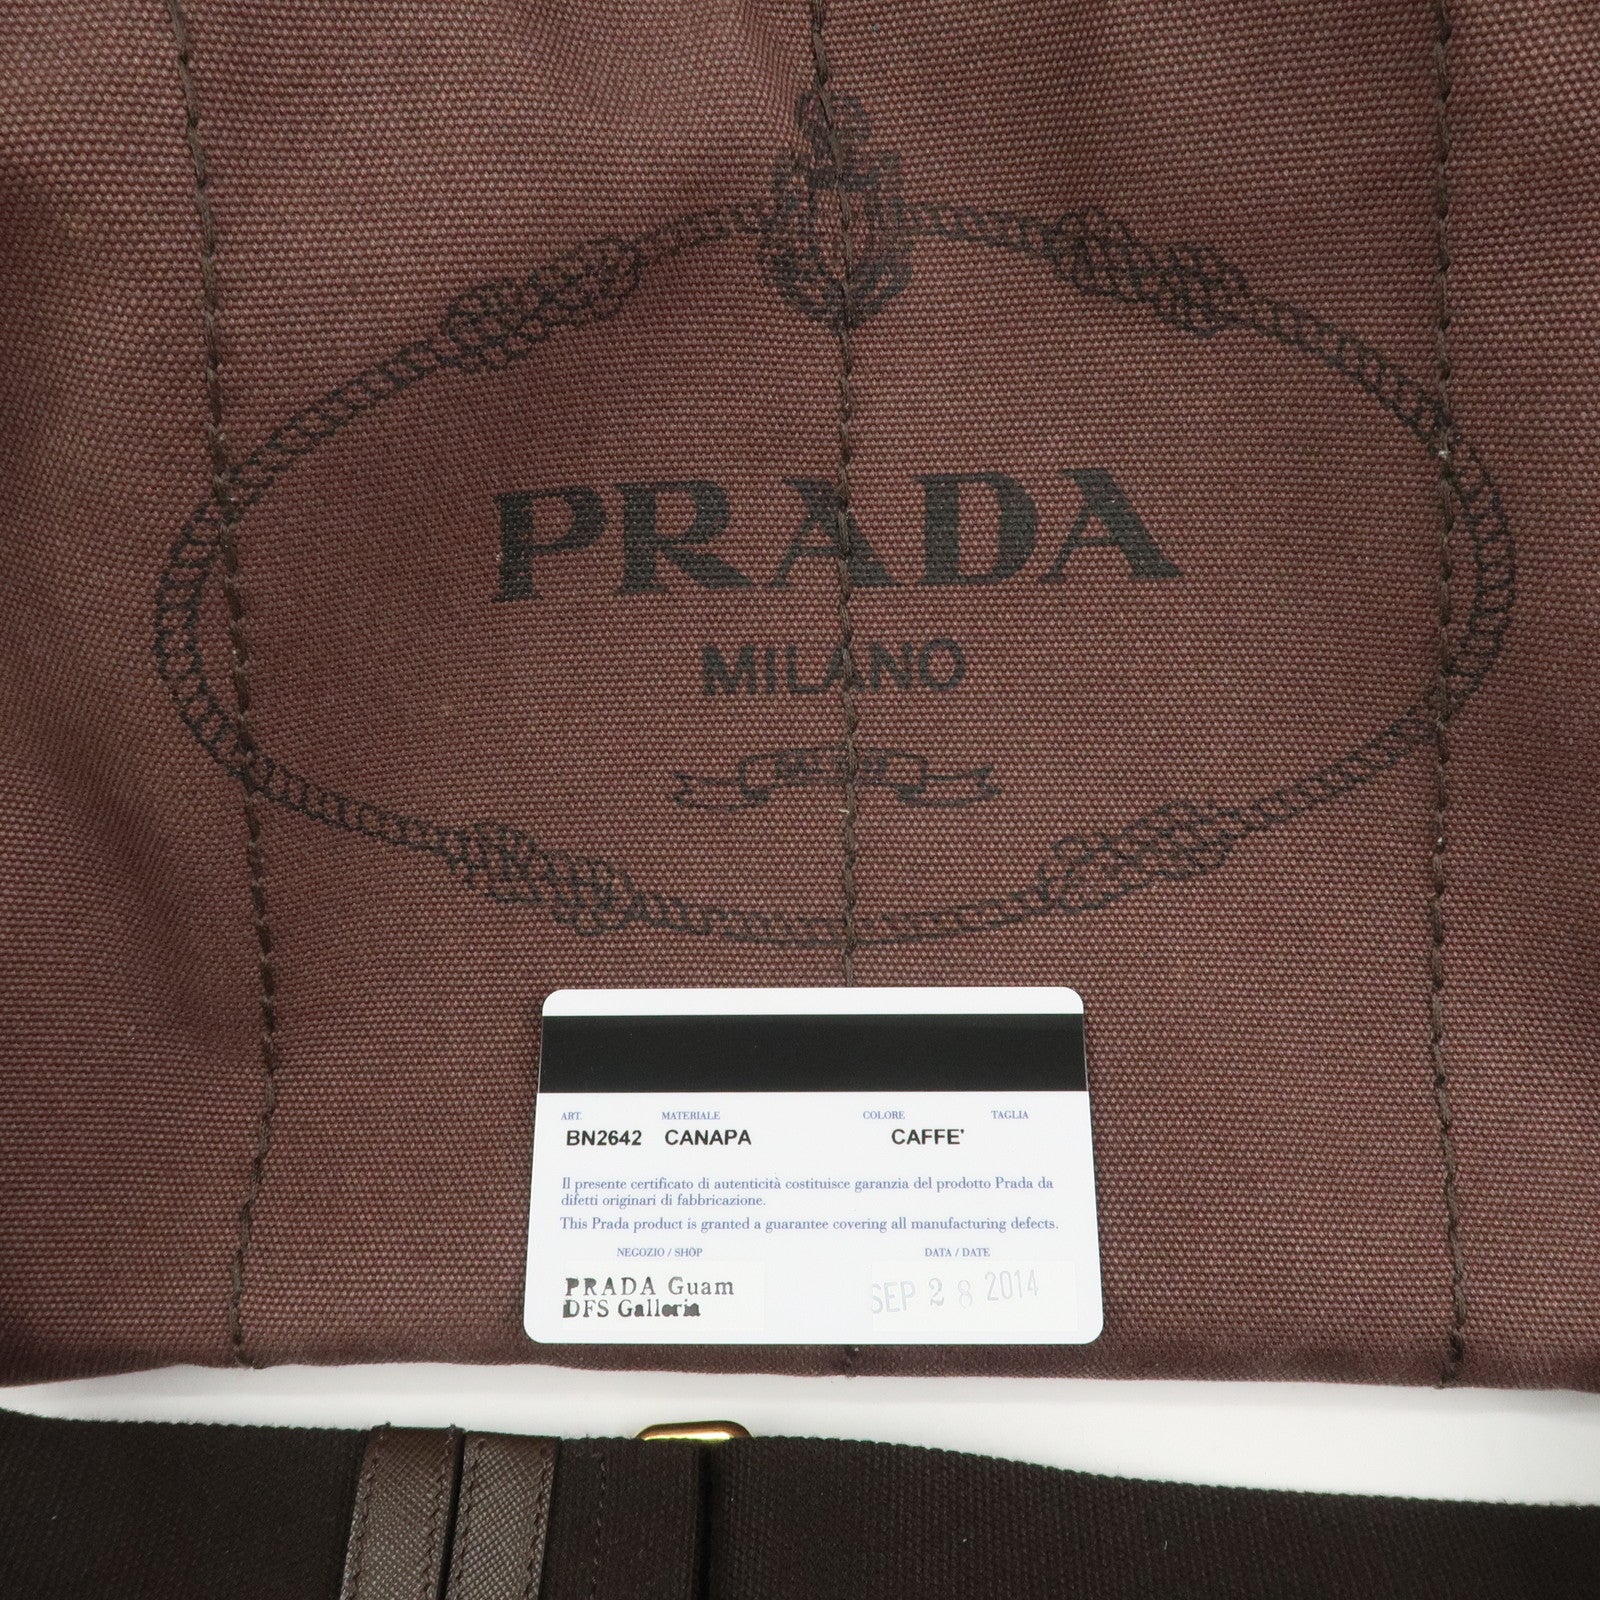 PRADA
MILANO
ART. MATERIALE COLORE TAGLIA
BN2642 CANAPA CAFFE'
Il presente certificato di autenticità costituisce garanzia del prodotto Prada da
difetti originari di fabbricazione.
This Prada product is granted a guarantee covering all manufacturing defects.
NEGOZIO / SHOP DATA / DATE
PRADA Guam
DFS Galleria
SEP 28 2014